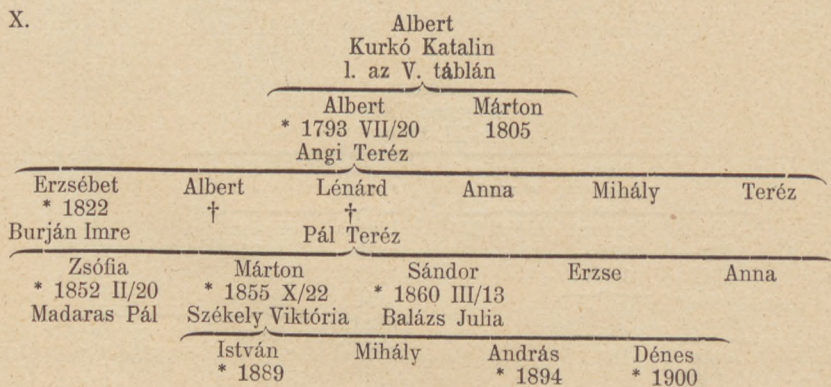 X.
Albert
Kurkó Katalin
l. az V. táblán
Albert Márton
* 1793 VII/20 1805
Angi Teréz
Erzsébet Albert Lénárd Anna Mihály Teréz
* 1822 † †
Burján Imre Pál Teréz
Zsófia Márton Sándor Erzse Anna
* 1852 II/20 * 1855 X/22 * 1860 III/13
Madaras Pál Székely Viktória Balázs Julia
István Mihály András Dénes
* 1889 * 1894 * 1900